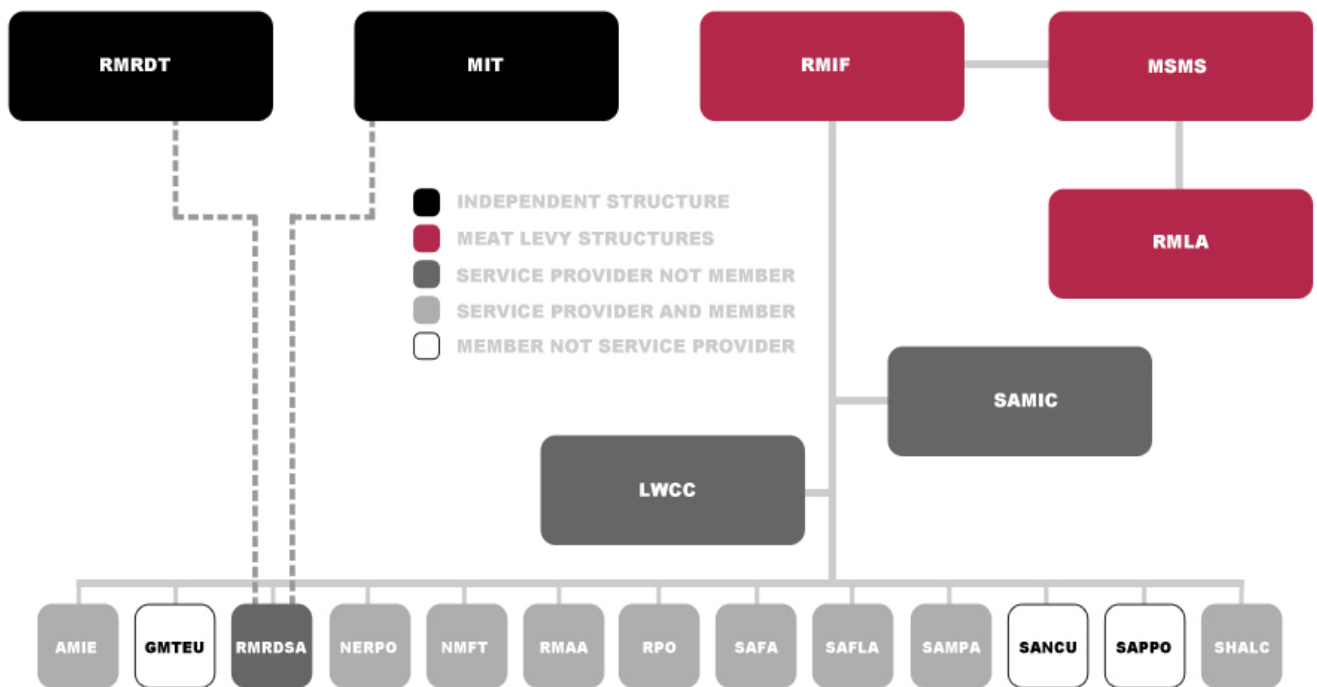 RMRDT
MIT
RMIF
MSMS
INDEPENDENT STRUCTURE
MEAT LEVY STRUCTURES
RMLA
SERVICE PROVIDER NOT MEMBER
SERVICE PROVIDER AND MEMBER
MEMBER NOT SERVICE PROVIDER
SAMIC
LWCC
AMIE
GMTEU
RMRDSA
NERPO
NMFT
RMAA
RPO
SAFA
SAFLA
SAMPA
SANCU
SAPPO
SHALC